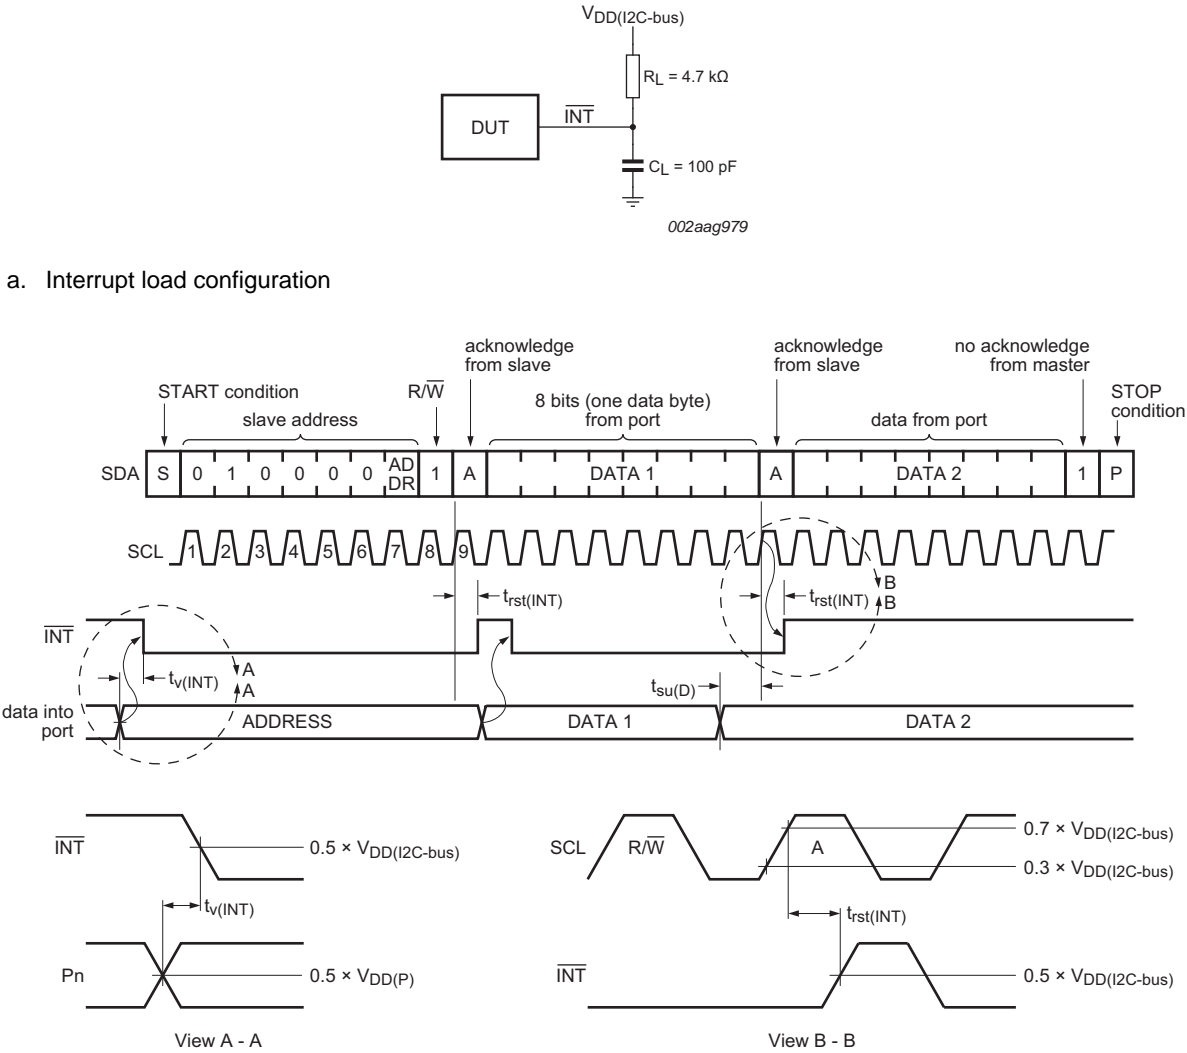 VDD(I2C-bus)
RL = 4.7 kΩ
DUT
INT
CL = 100 pF
002aag979
a. Interrupt load configuration
acknowledge
from slave
acknowledge
from slave
no acknowledge
from master
START condition
R/W
8 bits (one data byte)
from port
STOP
condition
slave address
data from port
SDA S 0 1 0 0 0 0 AD
DR 1 A DATA 1 A DATA 2 1 P
SCL 1 2 3 4 5 6 7 8 9
B
B
trst(INT)
trst(INT)
INT
tv(INT)
A
A
tsu(D)
data into
port
ADDRESS
DATA 1
DATA 2
INT
0.5 × VDD(I2C-bus)
tv(INT)
Pn
0.5 × VDD(P)
View A - A
SCL
R/W
A
0.7 × VDD(I2C-bus)
0.3 × VDD(I2C-bus)
trst(INT)
INT
0.5 × VDD(I2C-bus)
View B - B